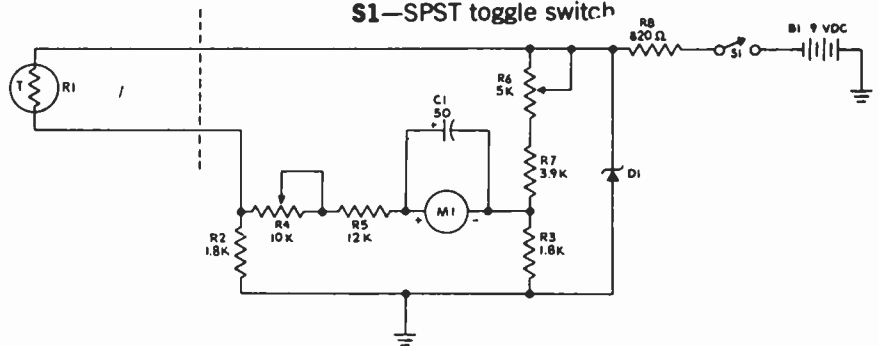 S1—SPST toggle switch
R8
820 Ω
S1
B1 9 VDC
T
R1
R6
5K
C1
+
50
R7
3.9K
D1
+
M1
-
R4
10K
R5
12K
R2
1.8K
R3
1.8K